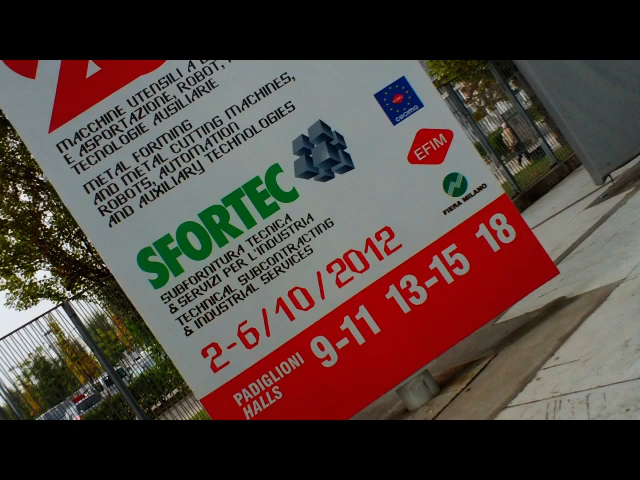 MACCHINE UTENSILI A
E ASPORTAZIONE, ROBOT,
TECNOLOGIE AUSILIARIE
METAL FORMING
AND METAL CUTTING MACHINES,
ROBOTS, AUTOMATION
AND AUXILIARY TECHNOLOGIES
cecimo
EFIM
FIERA MILANO
SFORTEC
SUBFORNITURA TECNICA
& SERVIZI PER L'INDUSTRIA
TECHNICAL SUBCONTRACTING
& INDUSTRIAL SERVICES
2-6/10/2012
PADIGLIONI
HALLS
9-11 13-15 18